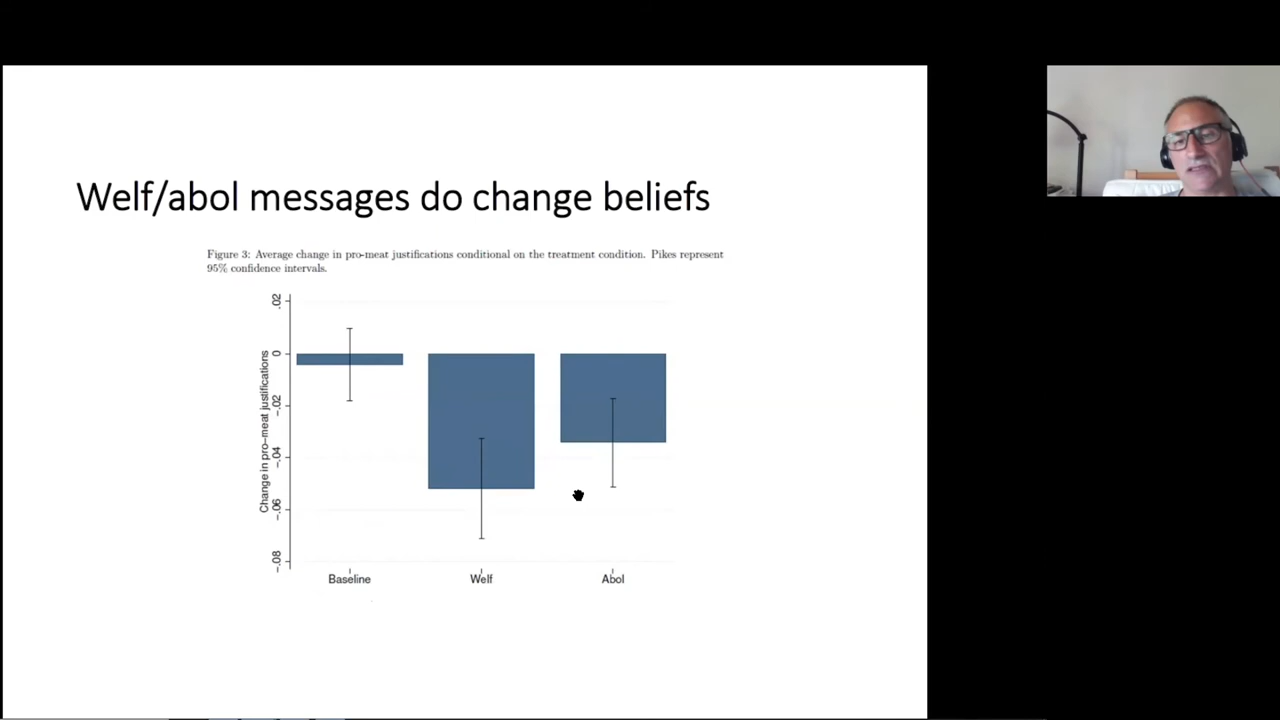 Welf/abol messages do change beliefs
Figure 3: Average change in pro-meat justifications conditional on the treatment condition. Pikes represent
95% confidence intervals.
Change in pro-meat justifications
.02
0
-.02
-.04
-.06
-.08
Baseline Welf Abol